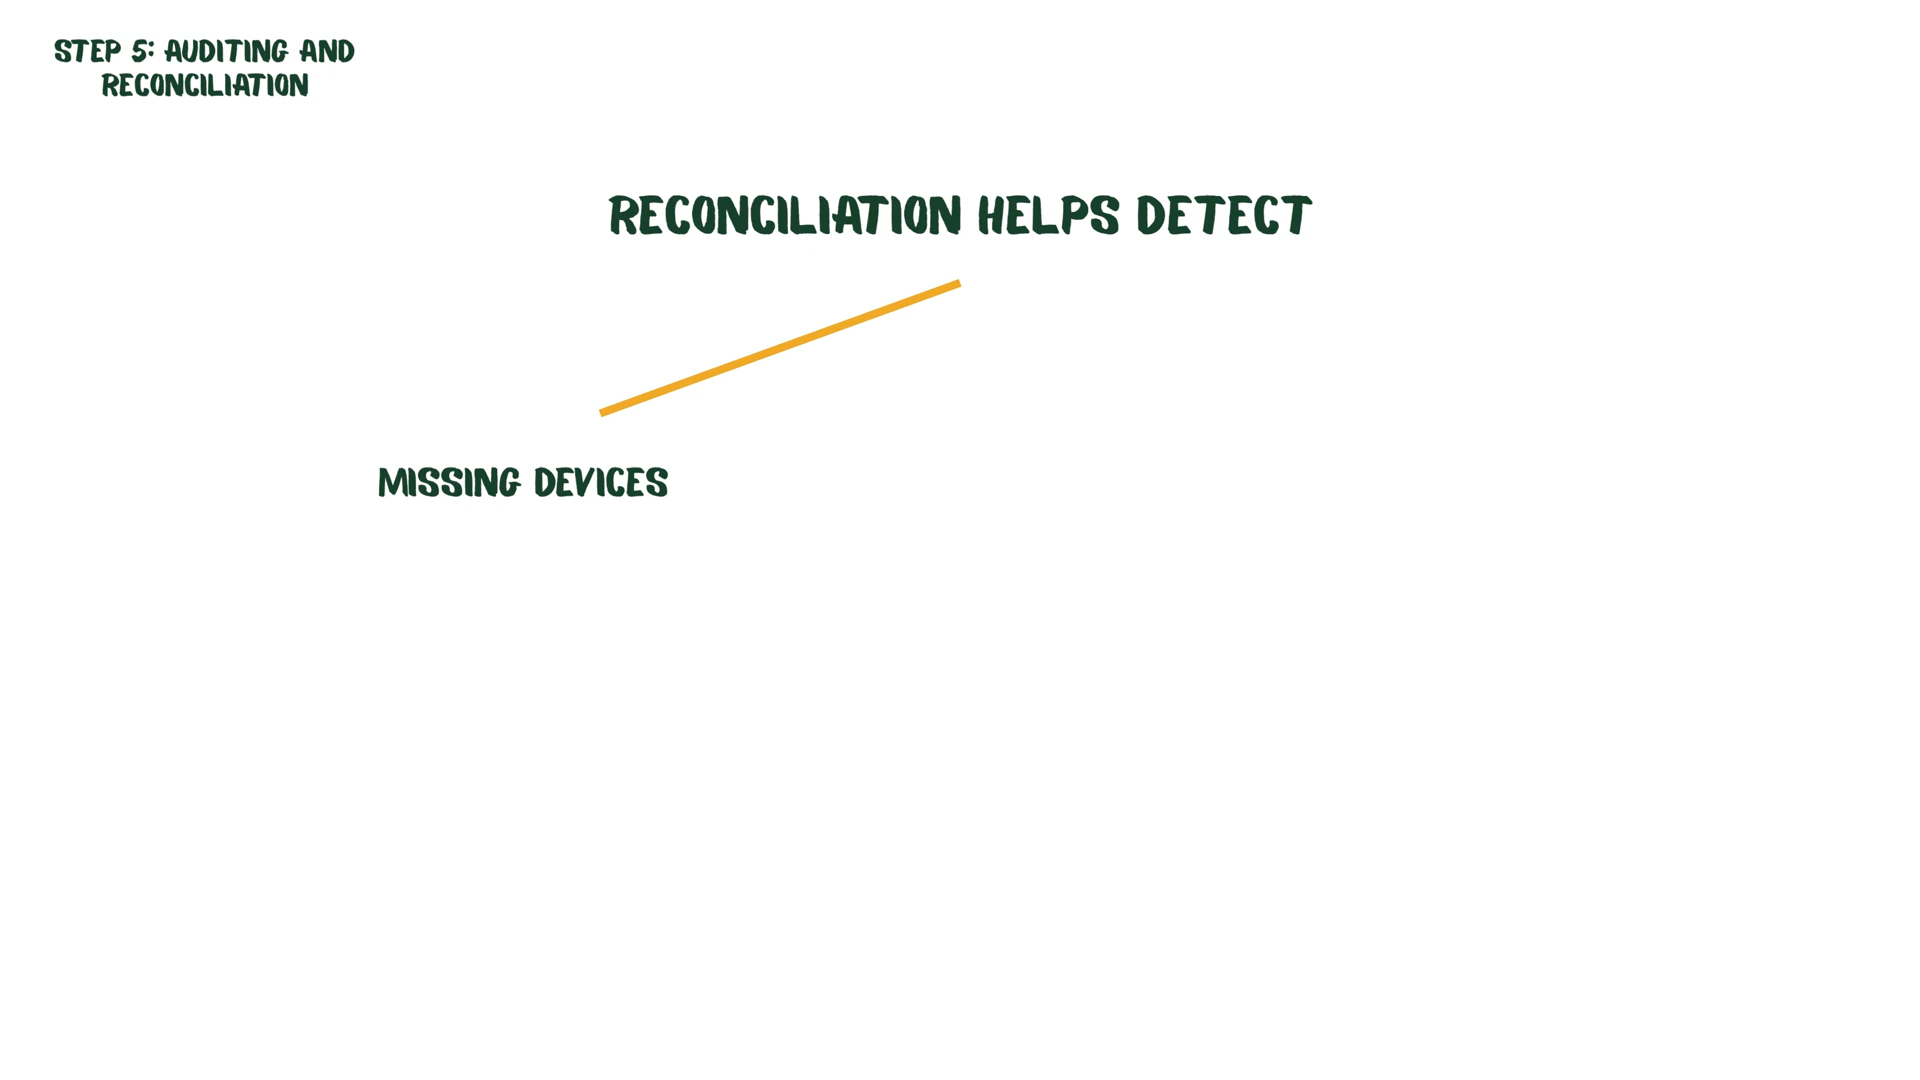 STEP 5: AUDITING AND
RECONCILIATION
RECONCILIATION HELPS DETECT
MISSING DEVICES